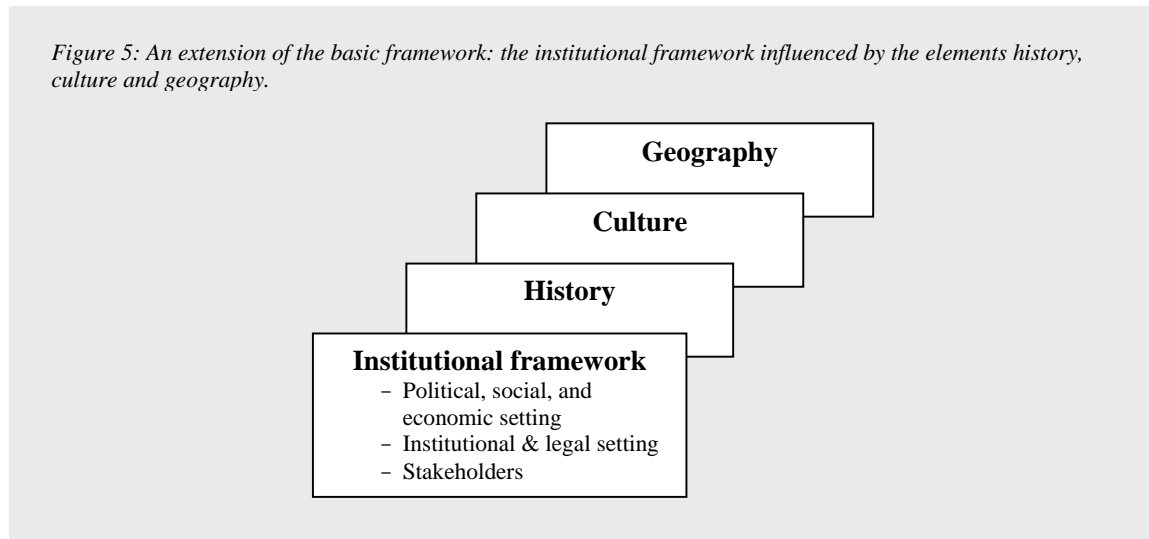 Figure 5: An extension of the basic framework: the institutional framework influenced by the elements history,
culture and geography.
Geography
Culture
History
Institutional framework
– Political, social, and
economic setting
– Institutional & legal setting
– Stakeholders